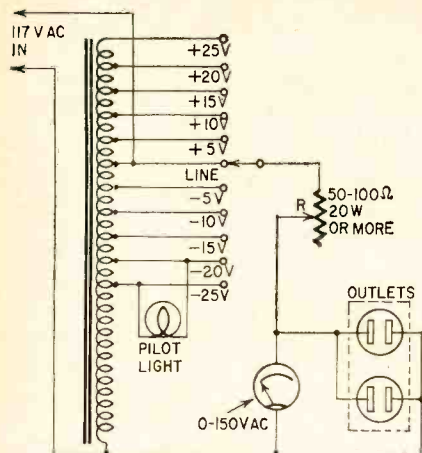 117 V AC
IN
+25V
+20V
+15V
+10V
+5V
LINE
-5V
-10V
-15V
-20V
-25V
PILOT
LIGHT
R
50-100Ω
20W
OR MORE
OUTLETS
0-150VAC